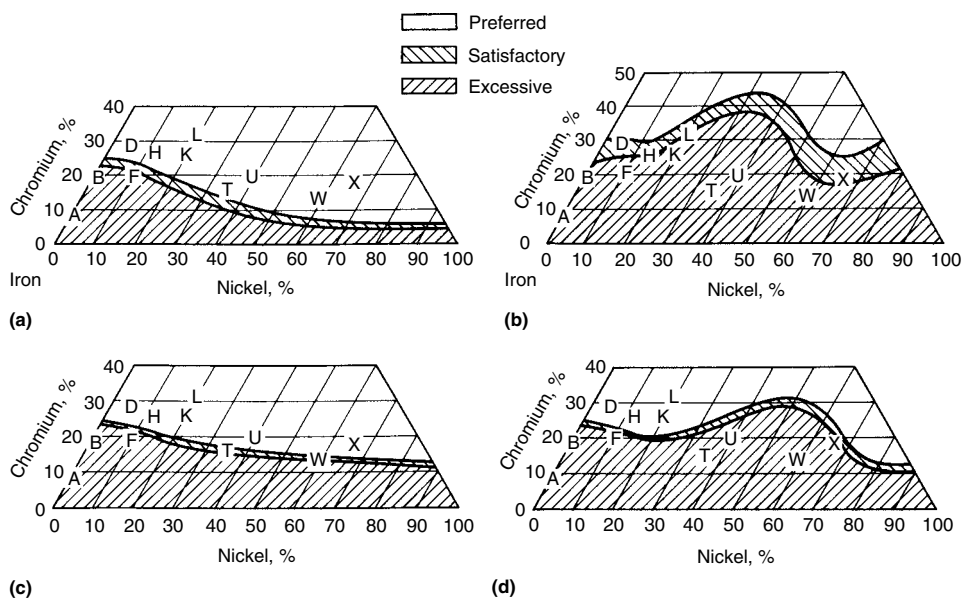 Preferred
Satisfactory
Excessive
40
30
20
10
0
Chromium, %
A
B
D
F
H
K
L
T
U
W
X
0
10
20
30
40
50
60
70
80
90
100
Iron
Nickel, %
(a)
50
40
30
20
10
0
Chromium, %
A
B
D
F
H
K
L
T
U
W
X
0
10
20
30
40
50
60
70
80
90
100
Iron
Nickel, %
(b)
40
30
20
10
0
Chromium, %
A
B
D
F
H
K
L
T
U
W
X
0
10
20
30
40
50
60
70
80
90
100
Nickel, %
(c)
40
30
20
10
0
Chromium, %
A
B
D
F
H
K
L
T
U
W
X
0
10
20
30
40
50
60
70
80
90
100
Nickel, %
(d)